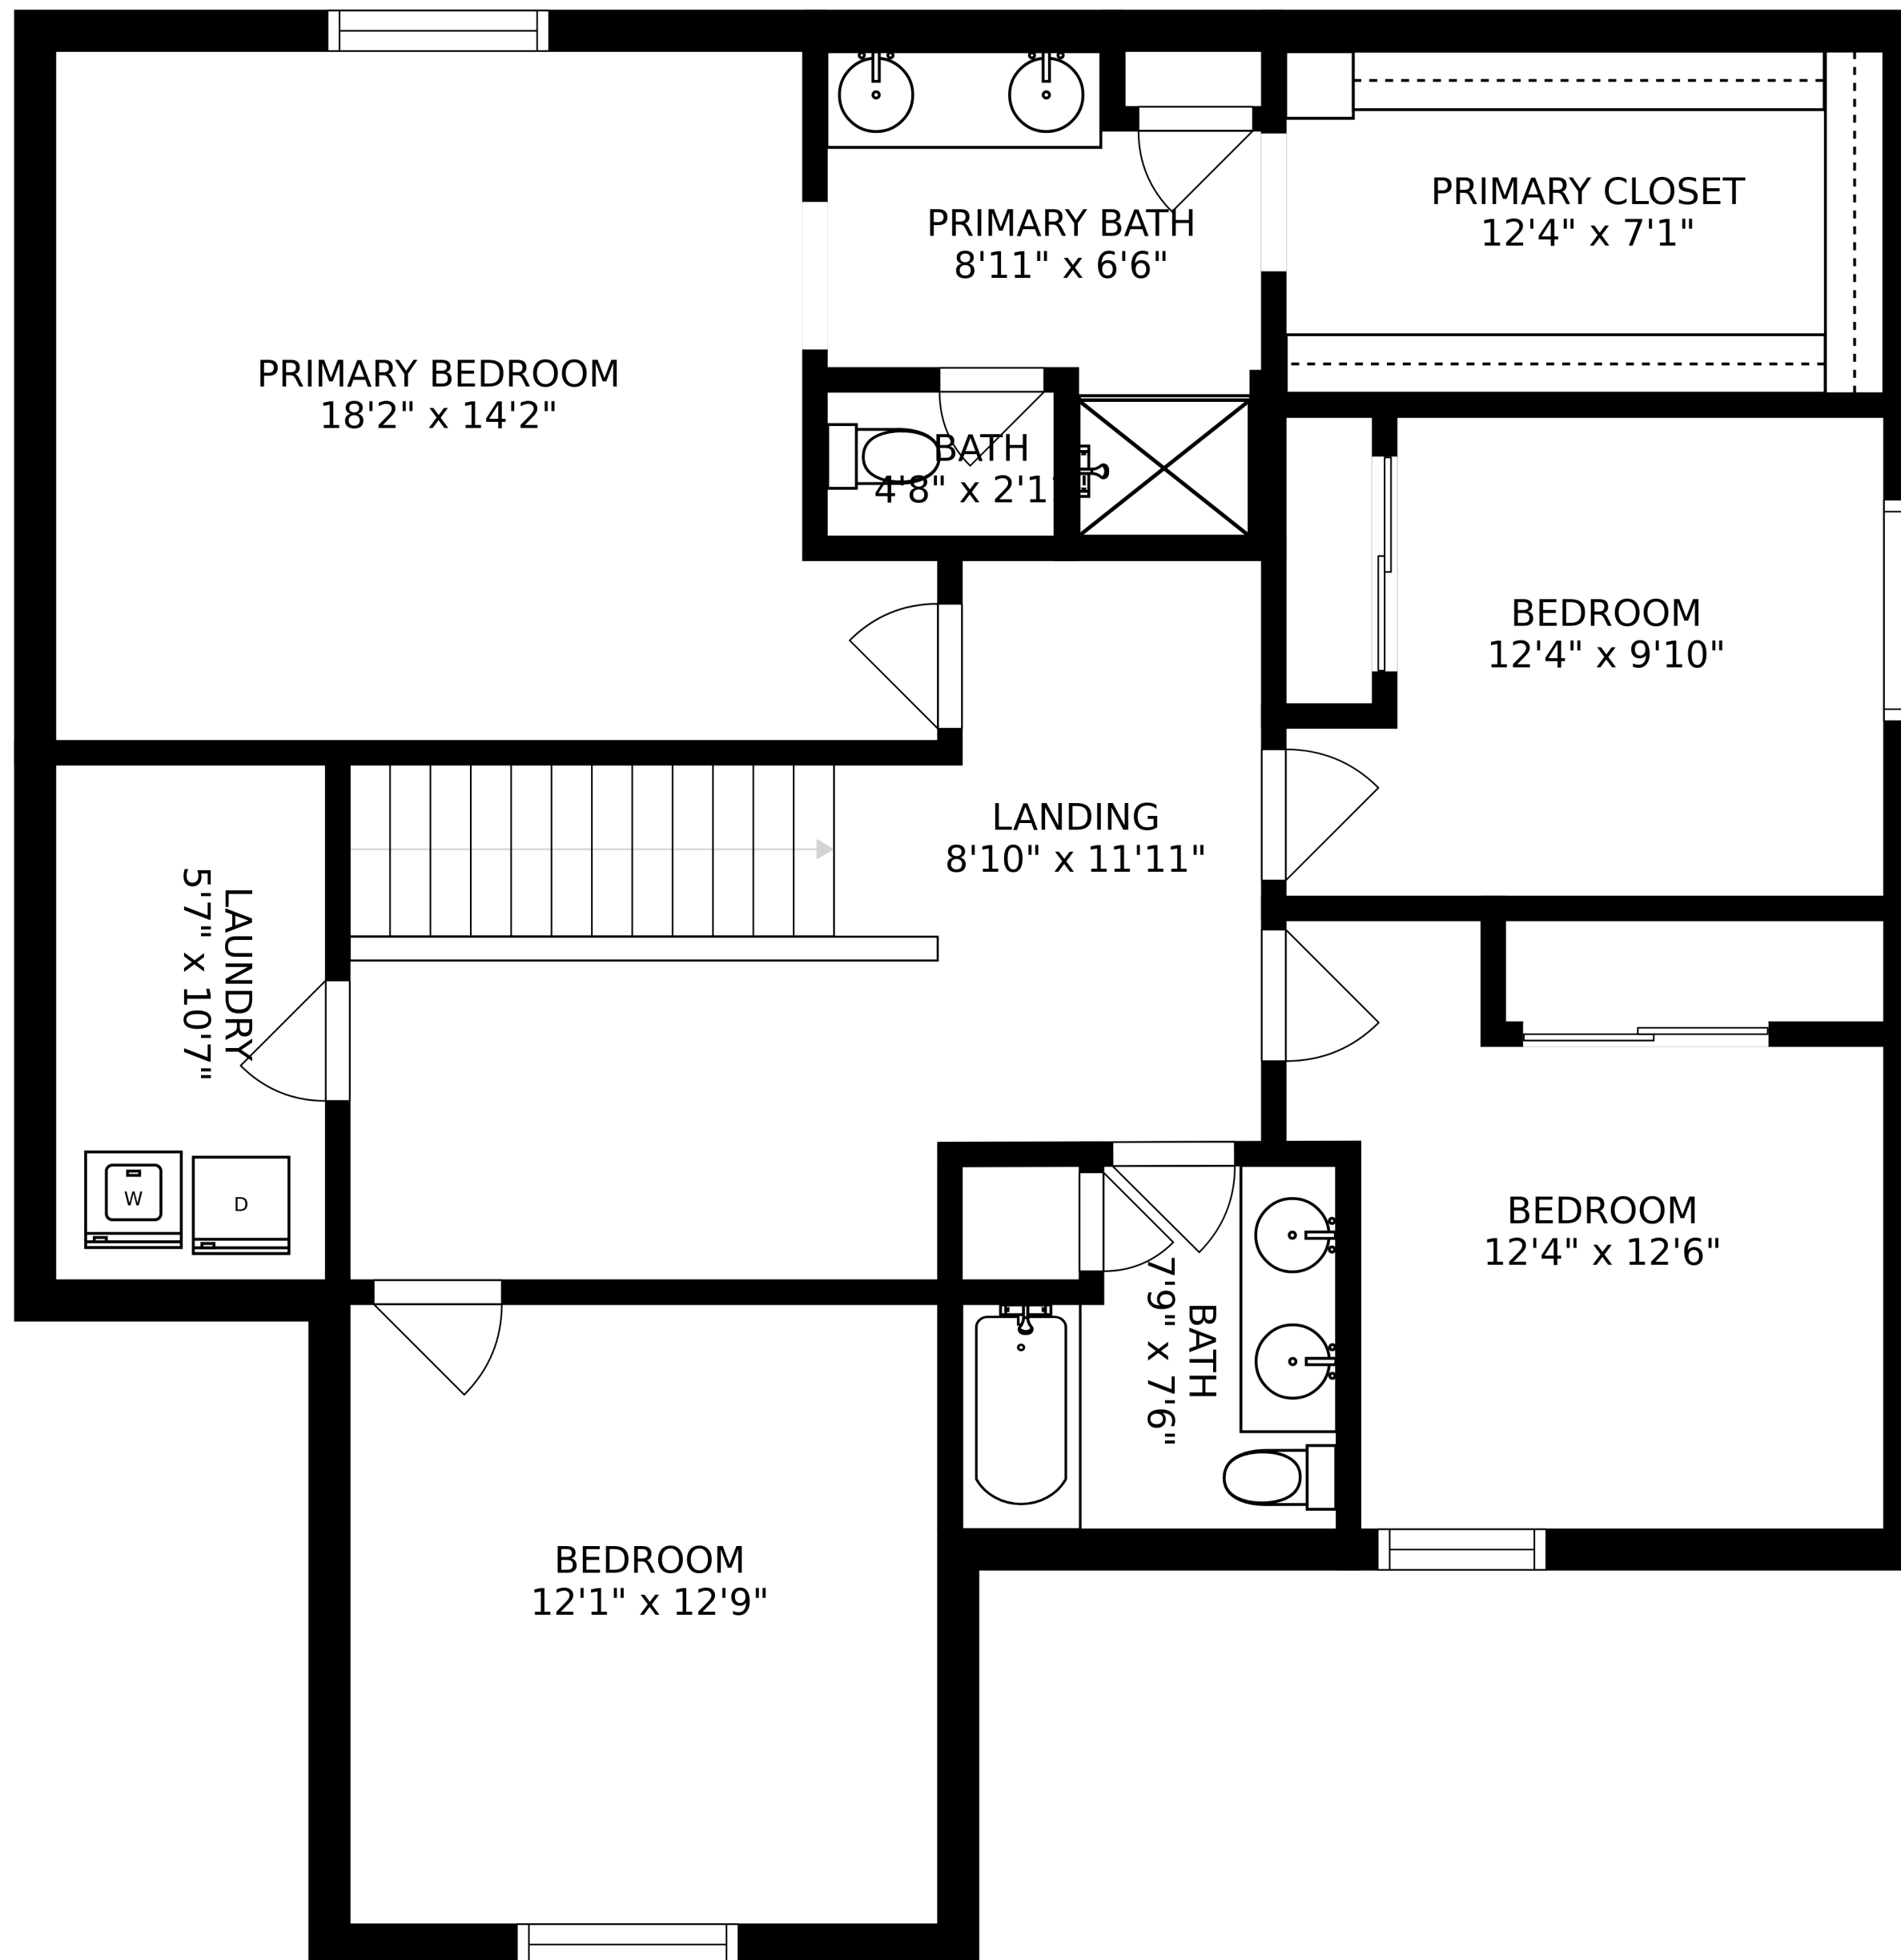 PRIMARY BEDROOM
18'2" x 14'2"
PRIMARY BATH
8'11" x 6'6"
PRIMARY CLOSET
12'4" x 7'1"
BATH
4'8" x 2'1
BEDROOM
12'4" x 9'10"
LANDING
8'10" x 11'11"
LAUNDRY
5'7" x 10'7"
W
D
BEDROOM
12'4" x 12'6"
BATH
7'9" x 7'6"
BEDROOM
12'1" x 12'9"